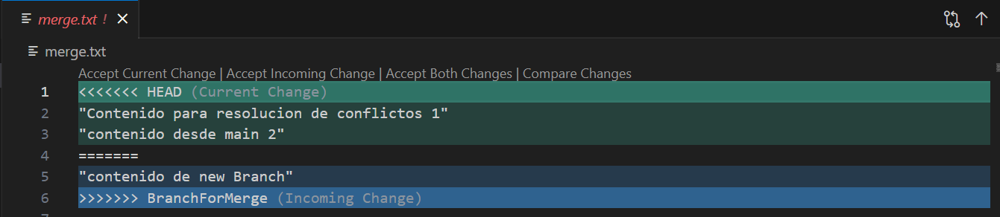 merge.txt !
merge.txt
Accept Current Change | Accept Incoming Change | Accept Both Changes | Compare Changes
1 <<<<<<< HEAD (Current Change)
2 "Contenido para resolucion de conflictos 1"
3 "contenido desde main 2"
4 =======
5 "contenido de new Branch"
6 >>>>>>> BranchForMerge (Incoming Change)